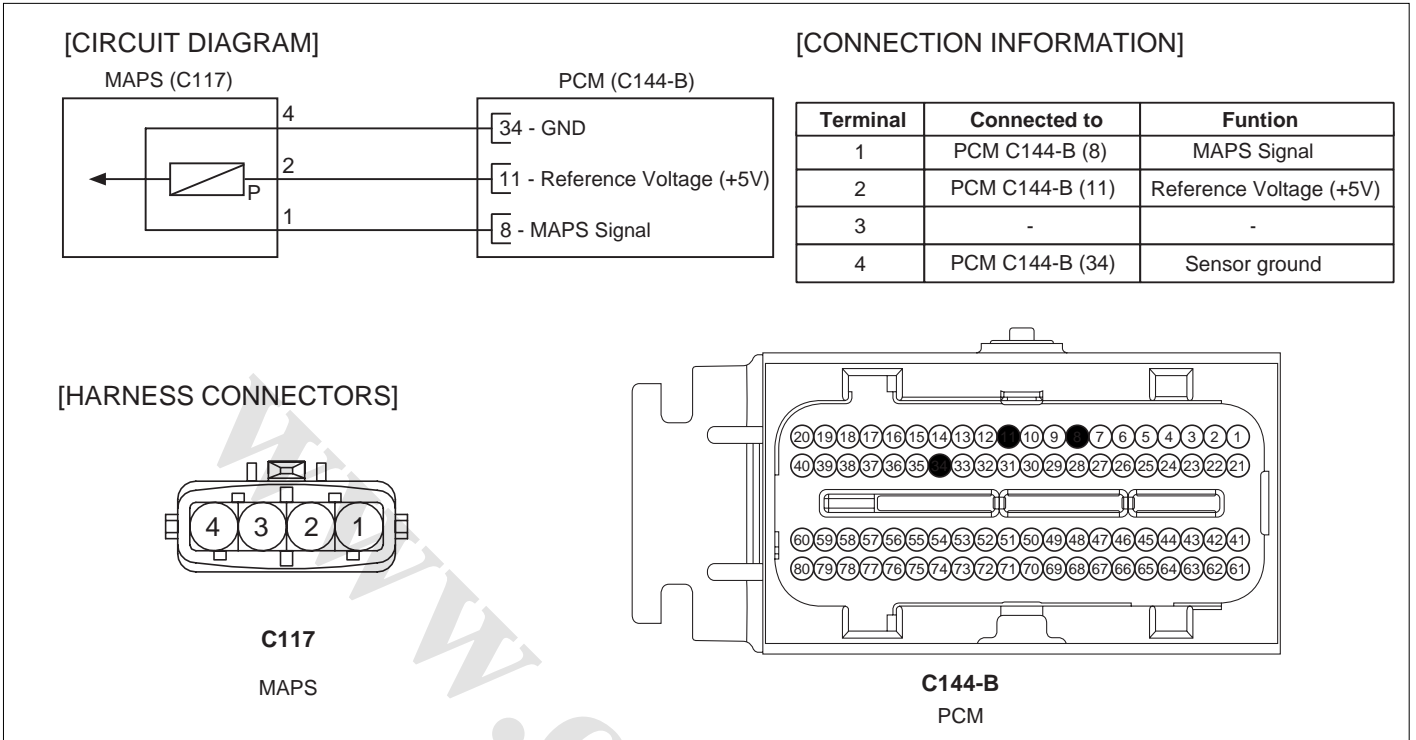 [CIRCUIT DIAGRAM]
MAPS (C117)
PCM (C144-B)
4
34 - GND
2
P
11 - Reference Voltage (+5V)
1
8 - MAPS Signal
[CONNECTION INFORMATION]
Terminal Connected to Funtion
1 PCM C144-B (8) MAPS Signal
2 PCM C144-B (11) Reference Voltage (+5V)
3 - -
4 PCM C144-B (34) Sensor ground
[HARNESS CONNECTORS]
4 3 2 1
C117
MAPS
20 19 18 17 16 15 14 13 12 11 10 9 8 7 6 5 4 3 2 1
40 39 38 37 36 35 34 33 32 31 30 29 28 27 26 25 24 23 22 21
60 59 58 57 56 55 54 53 52 51 50 49 48 47 46 45 44 43 42 41
80 79 78 77 76 75 74 73 72 71 70 69 68 67 66 65 64 63 62 61
C144-B
PCM
www.